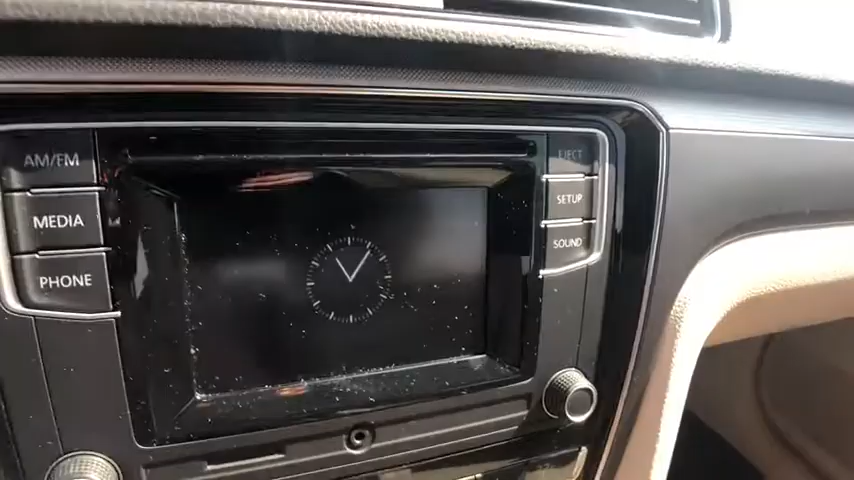 AM/FM
MEDIA
PHONE
EJECT
SETUP
SOUND